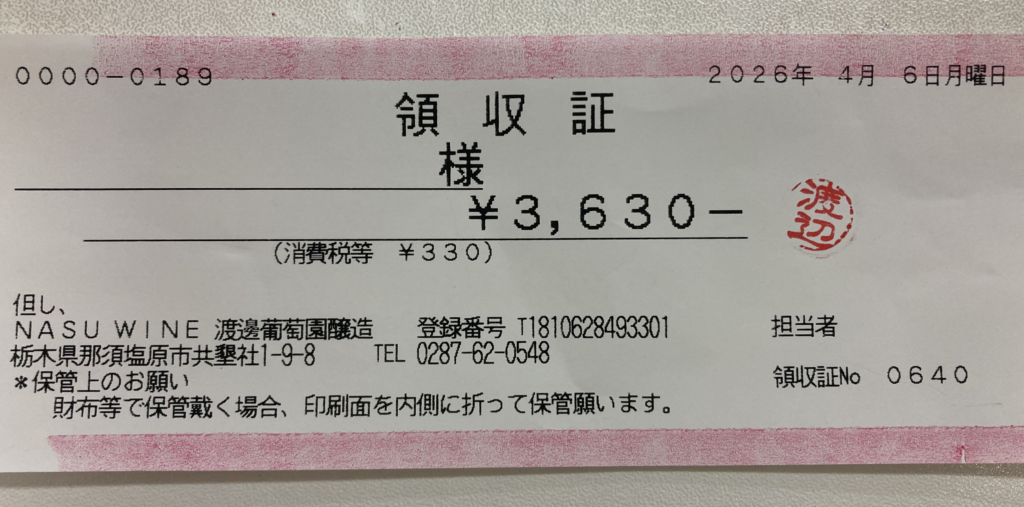 0000-0189
2026年 4月 6日月曜日
領 収 証
様
¥3,630-
渡辺
(消費税等 ¥330)
但し、
NASU WINE 渡邊葡萄園醸造 登録番号 T1810628493301
担当者
栃木県那須塩原市共墾社1-9-8 TEL 0287-62-0548
領収証No 0640
*保管上のお願い
財布等で保管戴く場合、印刷面を内側に折って保管願います。